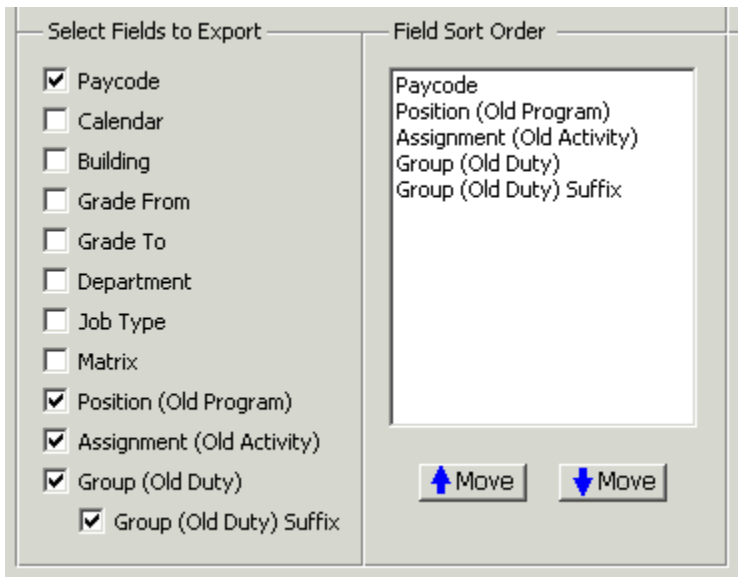 Select Fields to Export
Paycode
Calendar
Building
Grade From
Grade To
Department
Job Type
Matrix
Position (Old Program)
Assignment (Old Activity)
Group (Old Duty)
Group (Old Duty) Suffix
Field Sort Order
Paycode
Position (Old Program)
Assignment (Old Activity)
Group (Old Duty)
Group (Old Duty) Suffix
Move
Move